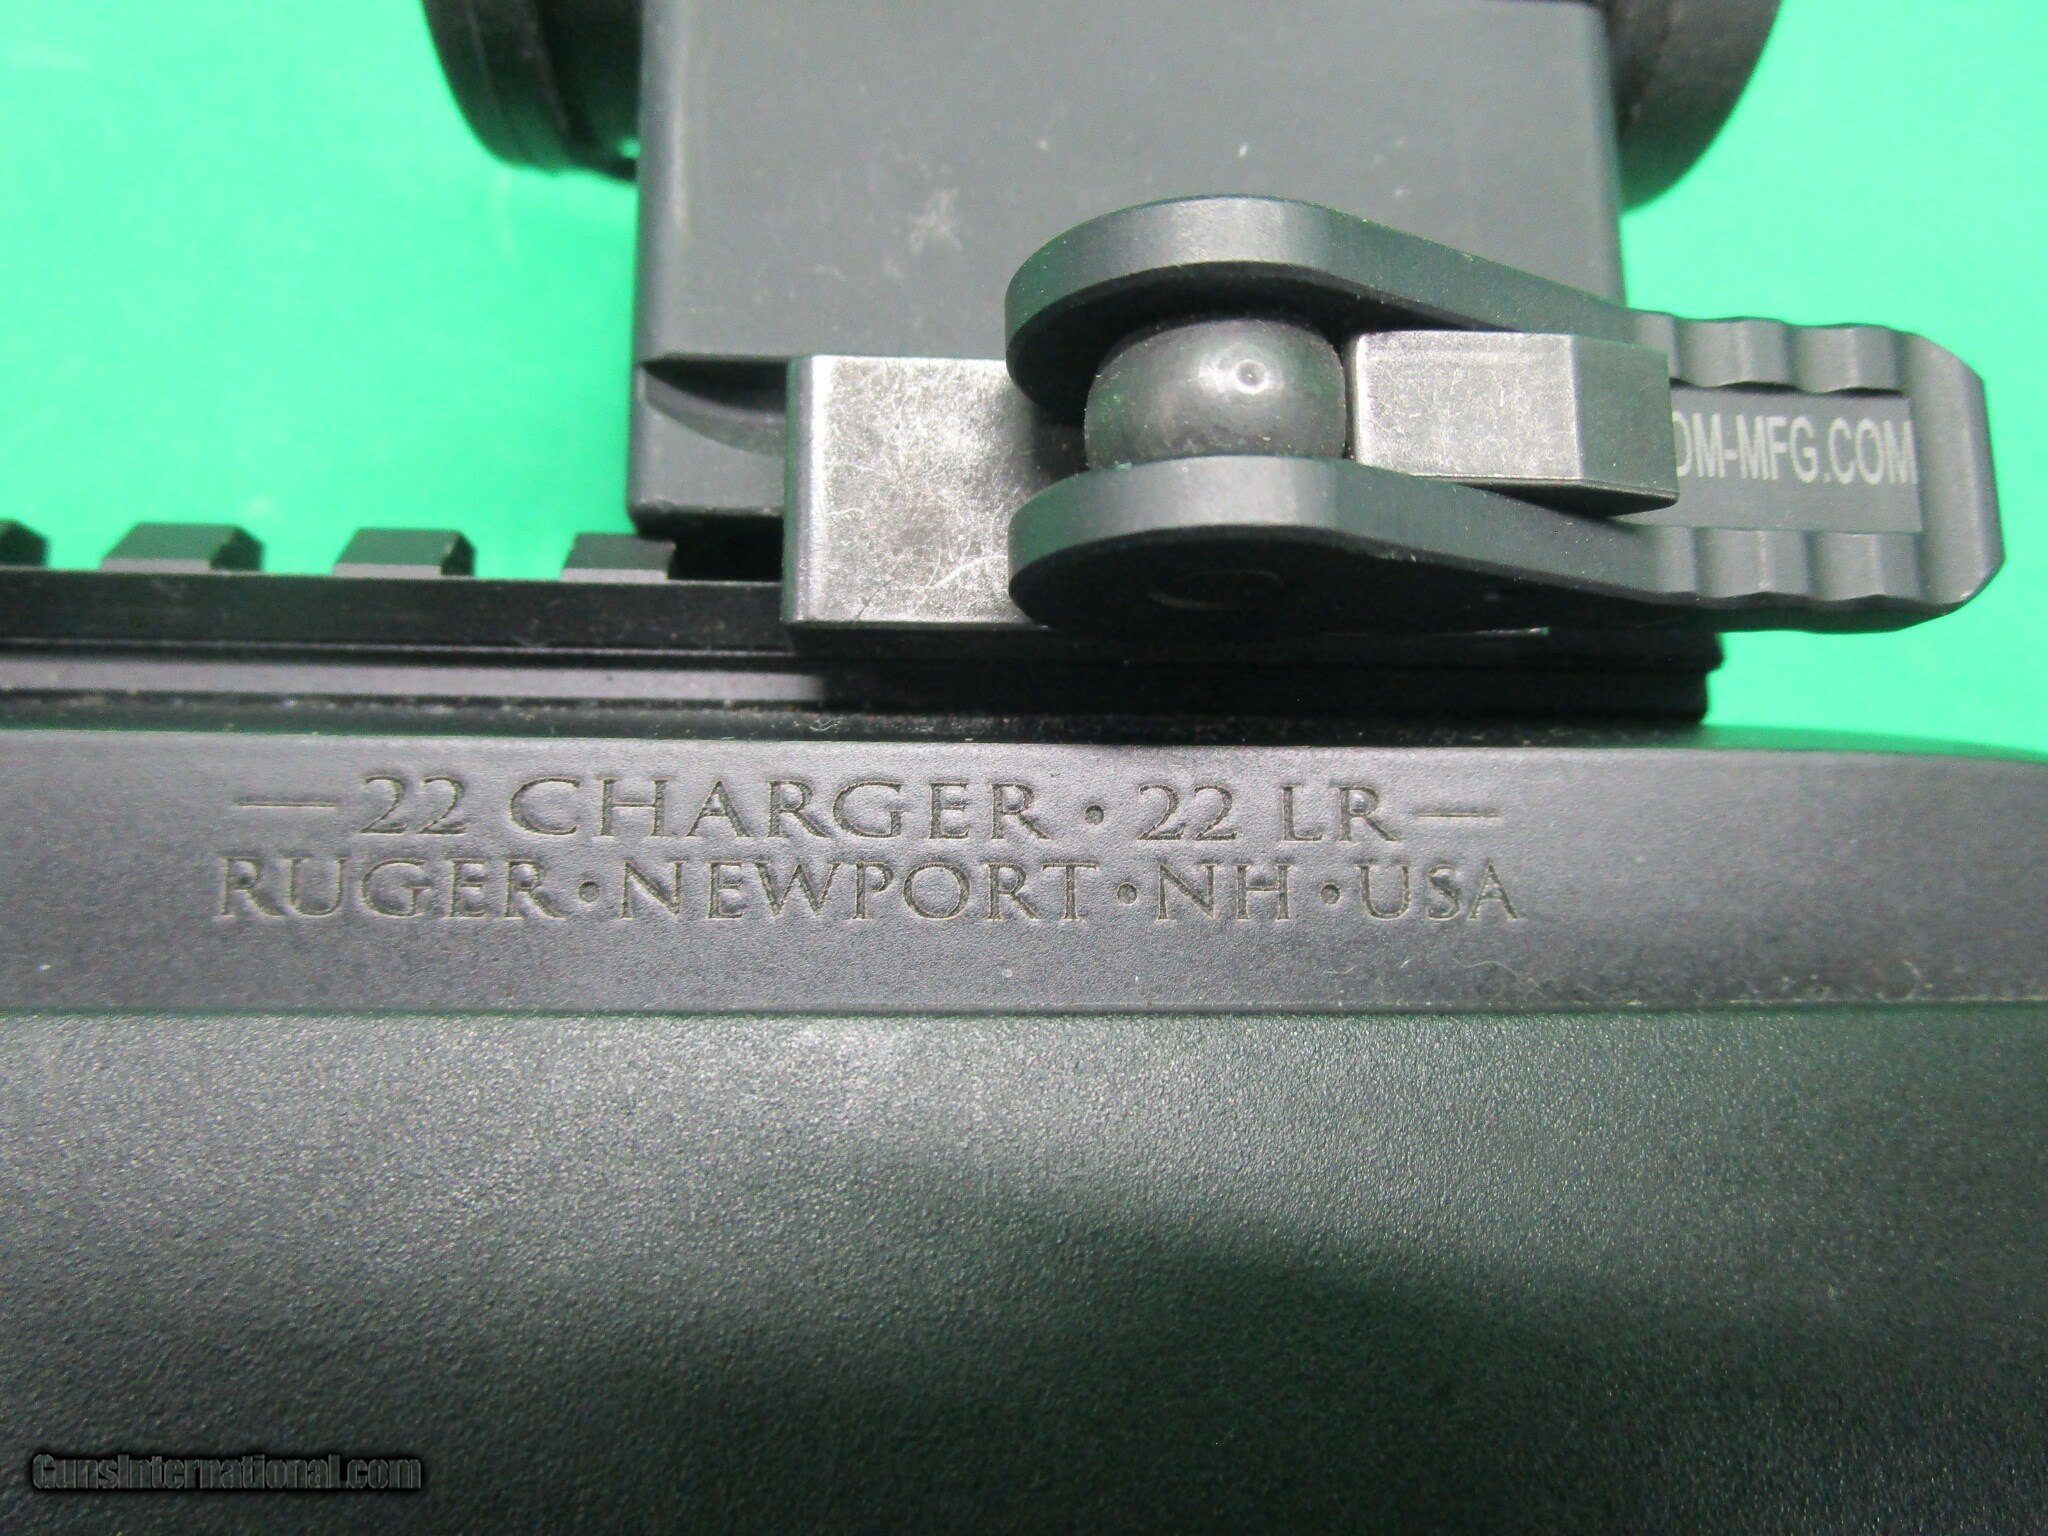 DM-MFG.COM
—22 CHARGER • 22 LR—
RUGER • NEWPORT • NH • USA
GunsInternational.com